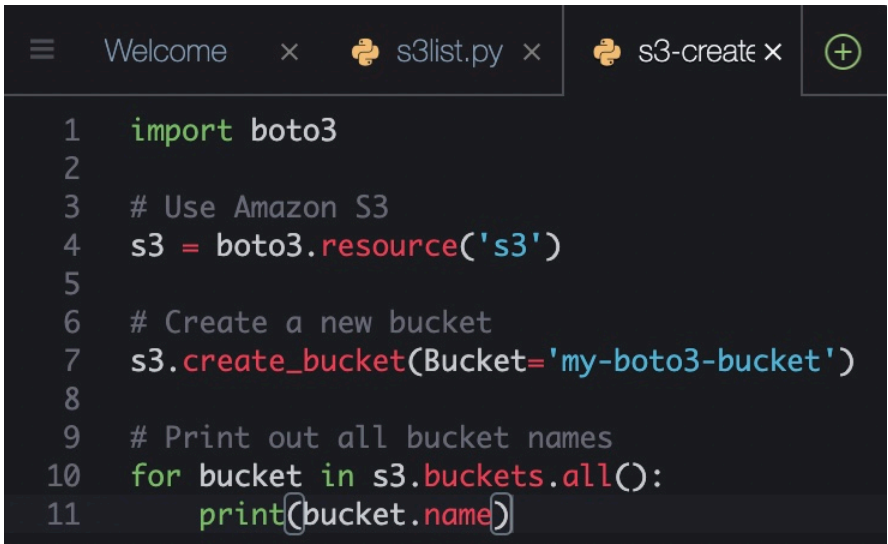 Welcome × s3list.py × s3-create ×
1 import boto3
2
3 # Use Amazon S3
4 s3 = boto3.resource('s3')
5
6 # Create a new bucket
7 s3.create_bucket(Bucket='my-boto3-bucket')
8
9 # Print out all bucket names
10 for bucket in s3.buckets.all():
11     print(bucket.name)